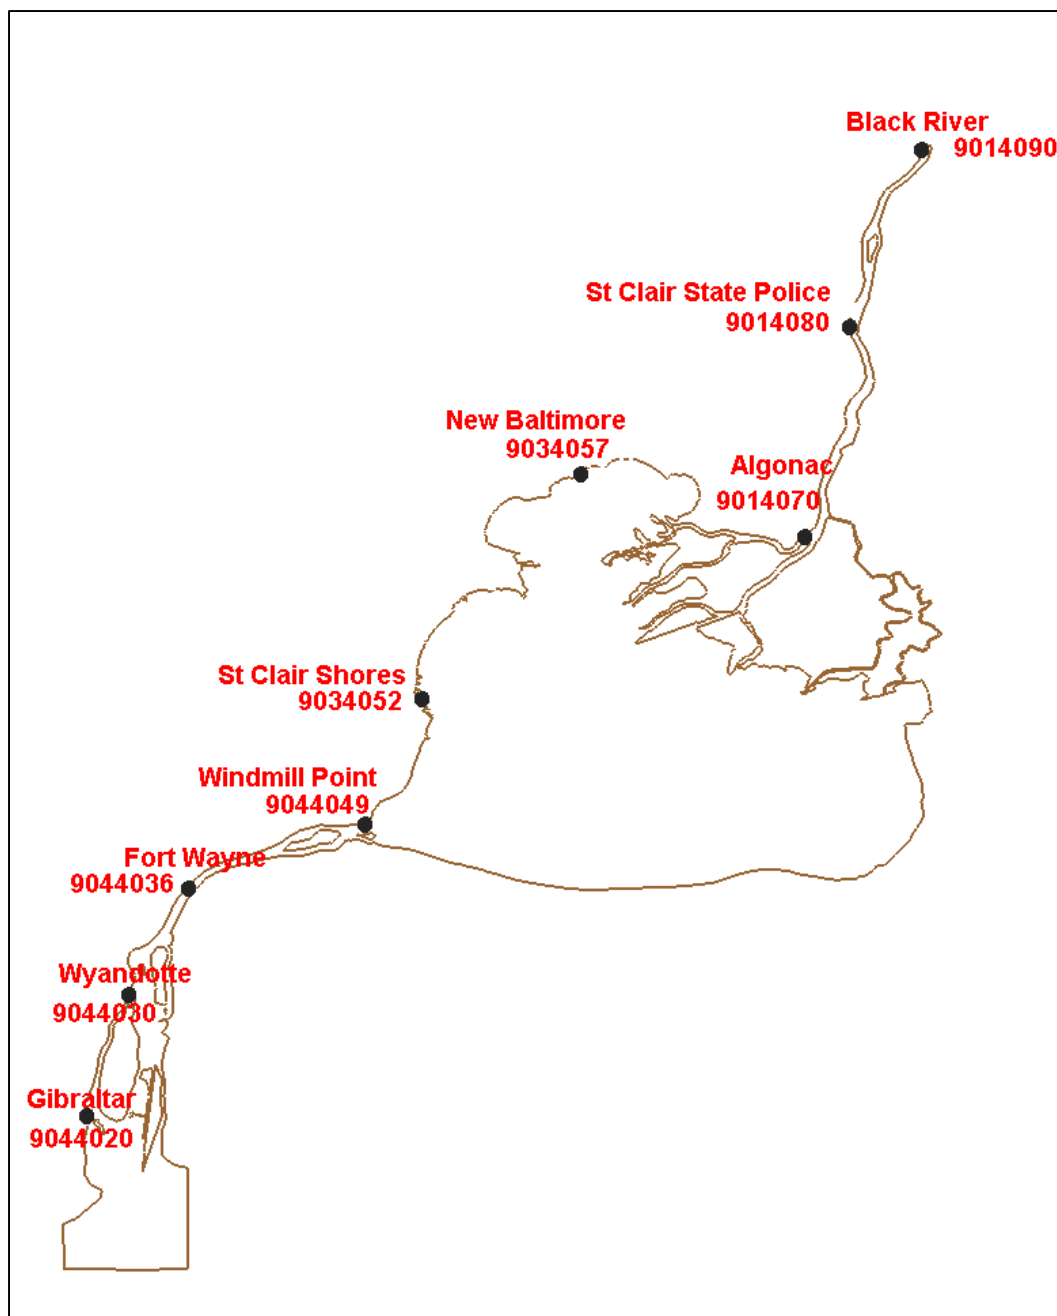 Black River
9014090
St Clair State Police
9014080
New Baltimore
9034057
Algonac
9014070
St Clair Shores
9034052
Windmill Point
9044049
Fort Wayne
9044036
Wyandotte
9044030
Gibraltar
9044020